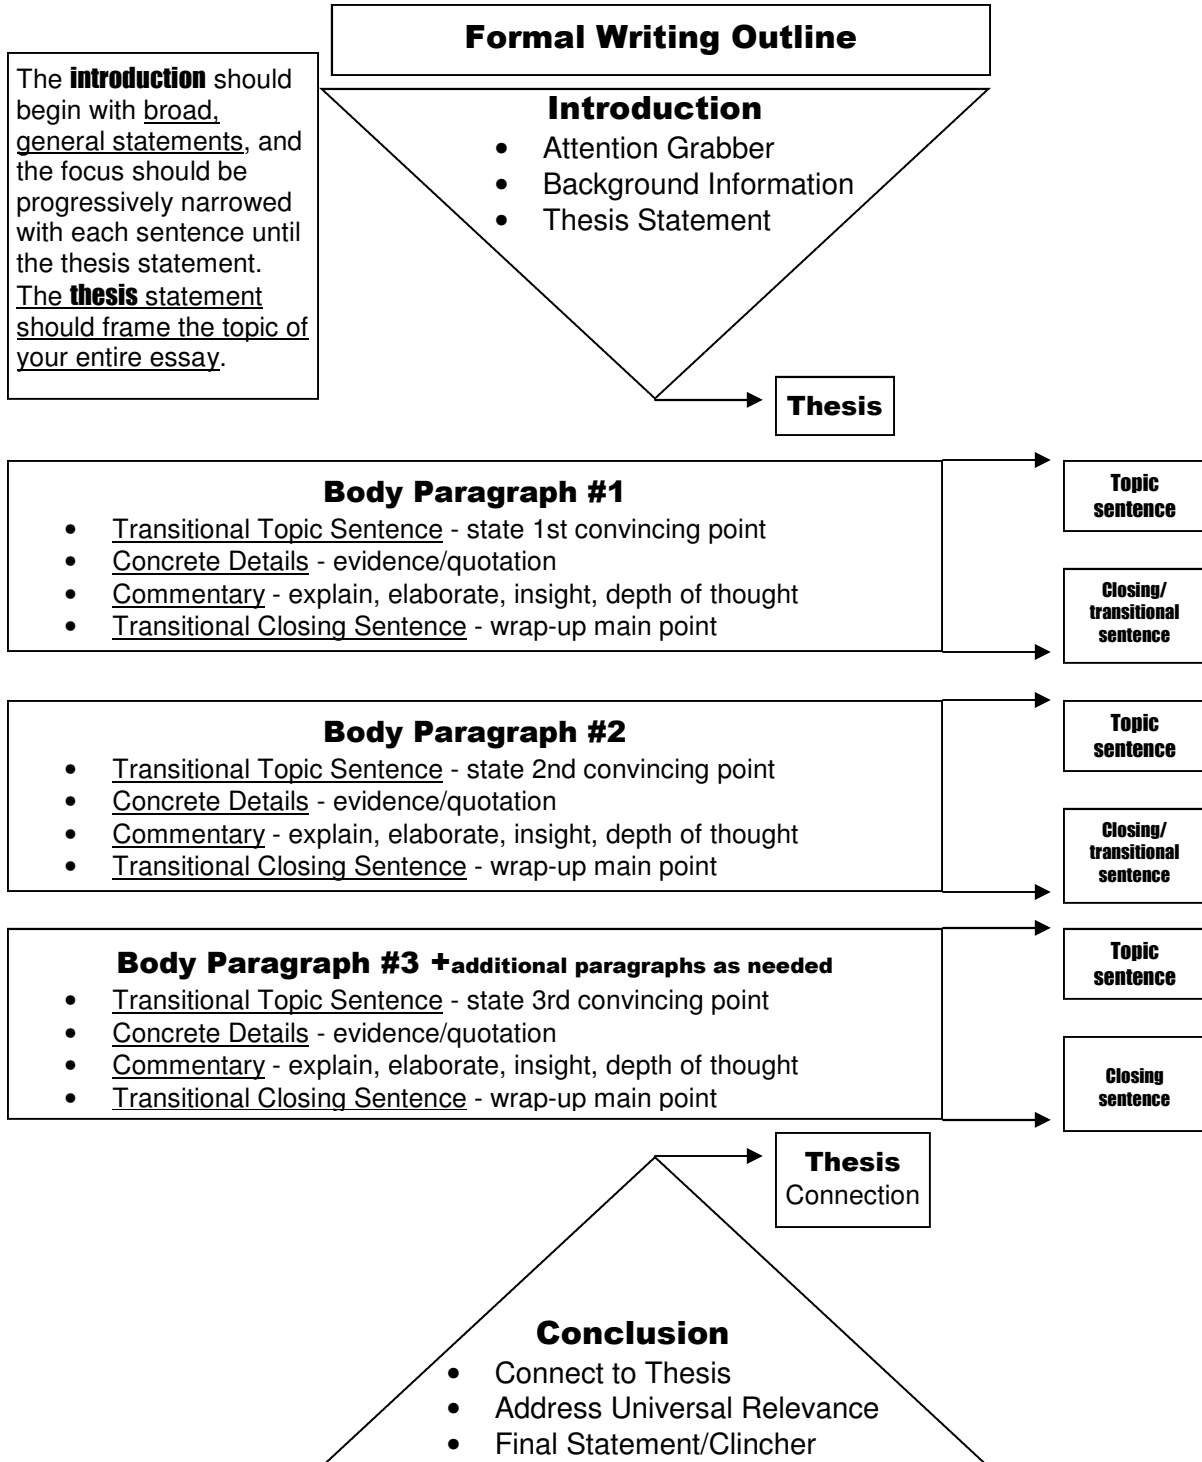 Formal Writing Outline
The introduction should
begin with broad,
general statements, and
the focus should be
progressively narrowed
with each sentence until
the thesis statement.
The thesis statement
should frame the topic of
your entire essay.
Introduction
• Attention Grabber
• Background Information
• Thesis Statement
Thesis
Body Paragraph #1
• Transitional Topic Sentence - state 1st convincing point
• Concrete Details - evidence/quotation
• Commentary - explain, elaborate, insight, depth of thought
• Transitional Closing Sentence - wrap-up main point
Topic
sentence
Closing/
transitional
sentence
Body Paragraph #2
• Transitional Topic Sentence - state 2nd convincing point
• Concrete Details - evidence/quotation
• Commentary - explain, elaborate, insight, depth of thought
• Transitional Closing Sentence - wrap-up main point
Topic
sentence
Closing/
transitional
sentence
Body Paragraph #3 +additional paragraphs as needed
• Transitional Topic Sentence - state 3rd convincing point
• Concrete Details - evidence/quotation
• Commentary - explain, elaborate, insight, depth of thought
• Transitional Closing Sentence - wrap-up main point
Topic
sentence
Closing
sentence
Thesis
Connection
Conclusion
• Connect to Thesis
• Address Universal Relevance
• Final Statement/Clincher